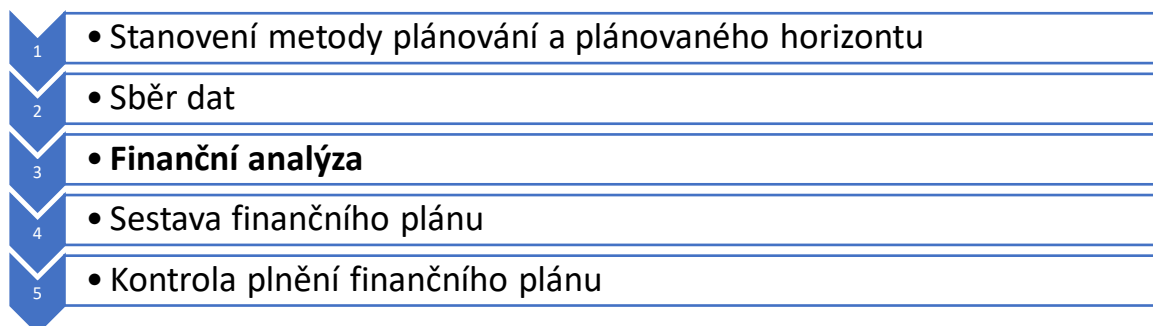 1 • Stanovení metody plánování a plánovaného horizontu
2 • Sběr dat
3 • Finanční analýza
4 • Sestava finančního plánu
5 • Kontrola plnění finančního plánu